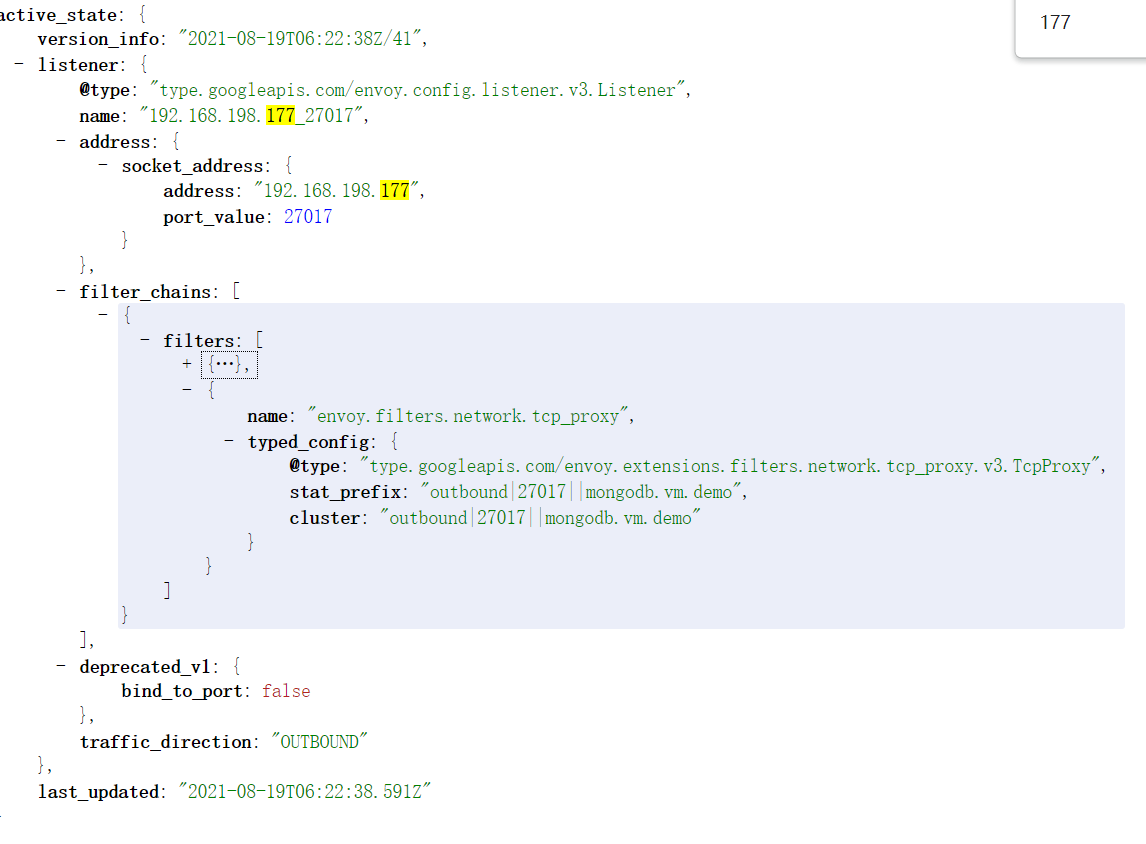 active_state: {
177
version_info: "2021-08-19T06:22:38Z/41",
- listener: {
@type: "type.googleapis.com/envoy.config.listener.v3.Listener",
name: "192.168.198.177_27017",
- address: {
- socket_address: {
address: "192.168.198.177",
port_value: 27017
}
},
- filter_chains: [
- {
- filters: [
+ {…},
- {
name: "envoy.filters.network.tcp_proxy",
- typed_config: {
@type: "type.googleapis.com/envoy.extensions.filters.network.tcp_proxy.v3.TcpProxy",
stat_prefix: "outbound|27017||mongodb.vm.demo",
cluster: "outbound|27017||mongodb.vm.demo"
}
}
]
}
],
- deprecated_v1: {
bind_to_port: false
},
traffic_direction: "OUTBOUND"
},
last_updated: "2021-08-19T06:22:38.591Z"